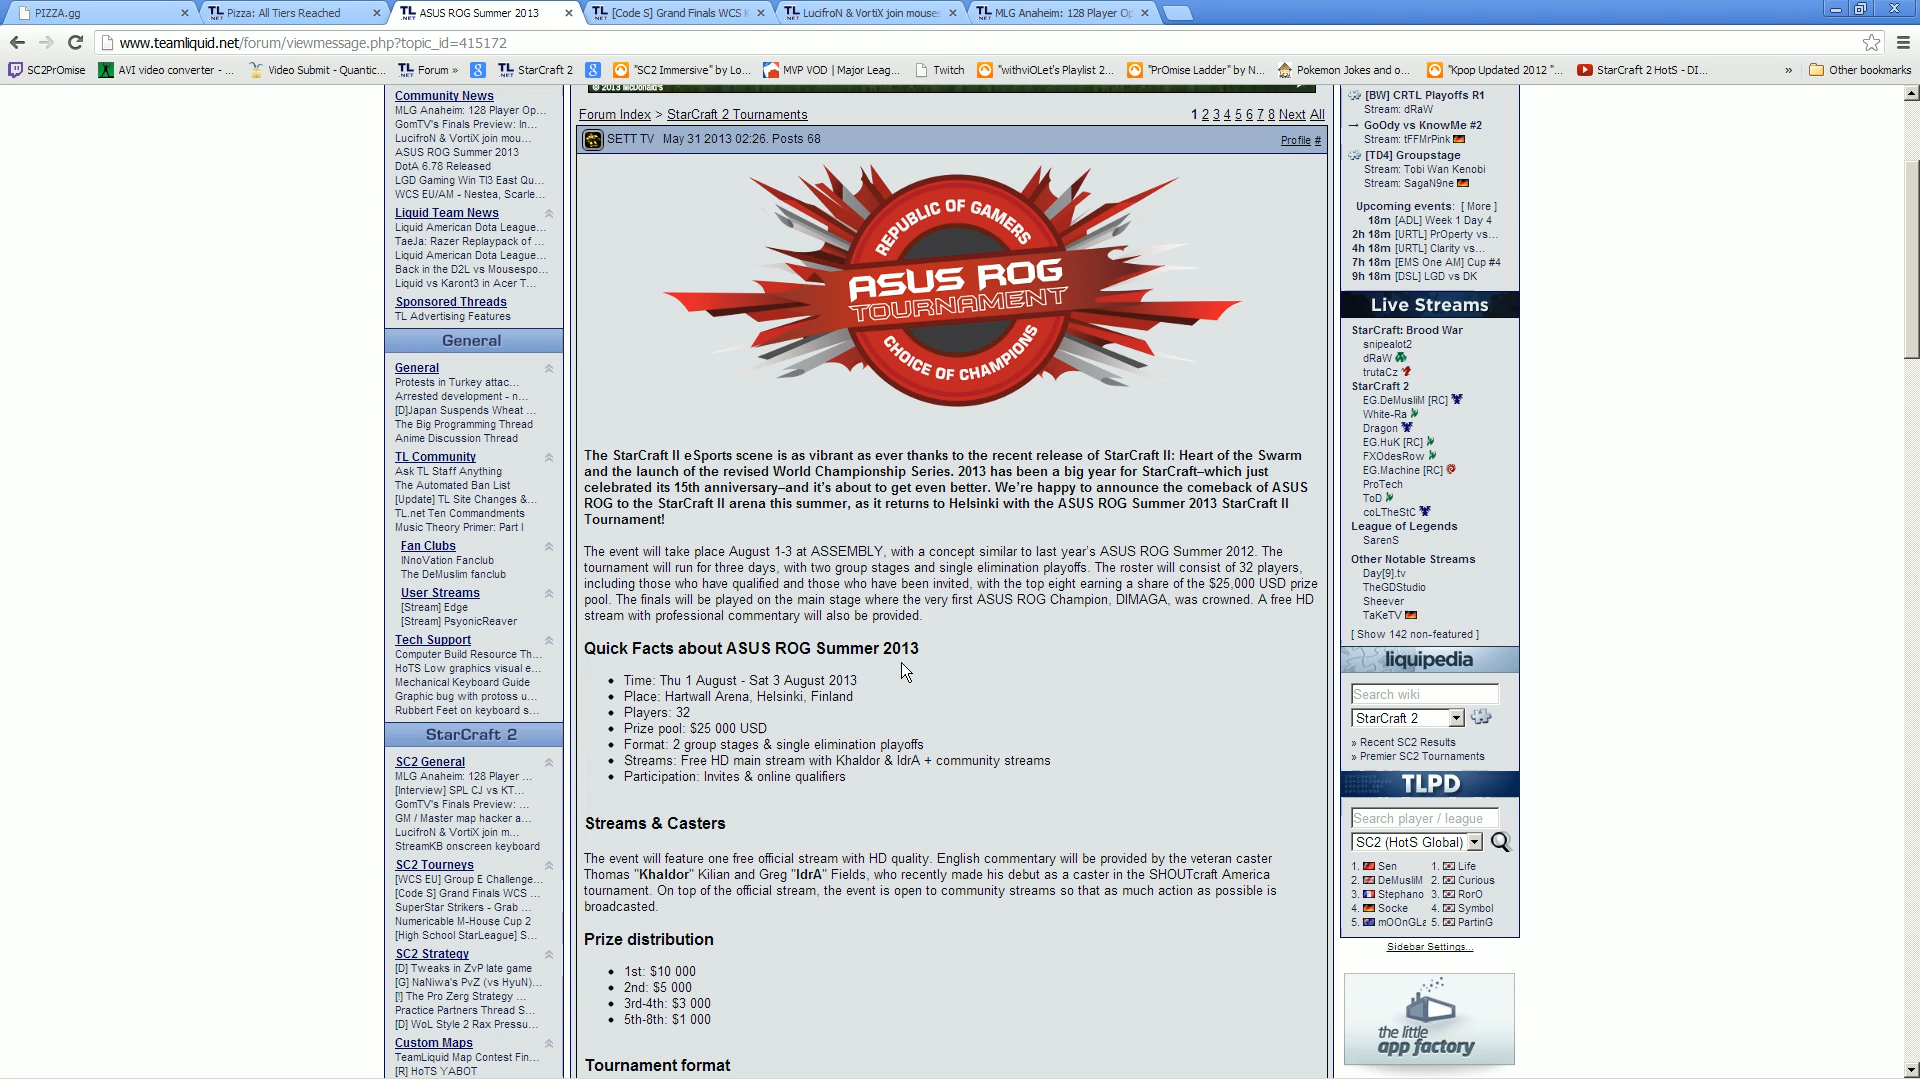 PIZZA.gg
Pizza: All Tiers Reached
ASUS ROG Summer 2013
[Code S] Grand Finals WCS K
LucifroN & VortiX join mouses
MLG Anaheim: 128 Player Op
www.teamliquid.net/forum/viewmessage.php?topic_id=415172
SC2PrOmise
AVI video converter - ...
Video Submit - Quantic...
Forum »
StarCraft 2
"SC2 Immersive" by Lo...
MVP VOD | Major Leag...
Twitch
"withviOLet's Playlist 2...
"PrOmise Ladder" by N...
Pokemon Jokes and o...
"Kpop Updated 2012 "...
StarCraft 2 HotS - DI...
»
Other bookmarks
Community News
MLG Anaheim: 128 Player Op...
GomTV's Finals Preview: In...
LucifroN & VortiX join mou...
ASUS ROG Summer 2013
DotA 6.78 Released
LGD Gaming Win TI3 East Qu...
WCS EU/AM - Nestea, Scarle...
Liquid Team News
Liquid American Dota League...
TaeJa: Razer Replaypack of ...
Liquid American Dota League...
Back in the D2L vs Mousespo...
Liquid vs Karont3 in Acer T...
Sponsored Threads
TL Advertising Features
General
General
Protests in Turkey attac...
Arrested development - n...
[D]Japan Suspends Wheat ...
The Big Programming Thread
Anime Discussion Thread
TL Community
Ask TL Staff Anything
The Automated Ban List
[Update] TL Site Changes &...
TL.net Ten Commandments
Music Theory Primer: Part I
Fan Clubs
INnoVation Fanclub
The DeMuslim fanclub
User Streams
[Stream] Edge
[Stream] PsyonicReaver
Tech Support
Computer Build Resource Th...
HoTS Low graphics visual e...
Mechanical Keyboard Guide
Graphic bug with protoss u...
Rubbert Feet on keyboard s...
StarCraft 2
SC2 General
MLG Anaheim: 128 Player ...
[Interview] SPL CJ vs KT...
GomTV's Finals Preview: ...
GM / Master map hacker a...
LucifroN & VortiX join m...
StreamKB onscreen keyboard
SC2 Tourneys
[WCS EU] Group E Challenge...
[Code S] Grand Finals WCS ...
SuperStar Strikers - Grab ...
Numericable M-House Cup 2
[High School StarLeague] S...
SC2 Strategy
[D] Tweaks in ZvP late game
[G] NaNiwa's PvZ (vs HyuN)...
[!] The Pro Zerg Strategy ...
Practice Partners Thread S...
[D] WoL Style 2 Rax Pressu...
Custom Maps
TeamLiquid Map Contest Fin...
[R] HoTS YABOT
© 2013 McDonald's
Forum Index > StarCraft 2 Tournaments
1 2 3 4 5 6 7 8 Next All
SETT TV May 31 2013 02:26. Posts 68
Profile #
REPUBLIC OF GAMERS
ASUS ROG
TOURNAMENT
CHOICE OF CHAMPIONS
The StarCraft II eSports scene is as vibrant as ever thanks to the recent release of StarCraft II: Heart of the Swarm
and the launch of the revised World Championship Series. 2013 has been a big year for StarCraft–which just
celebrated its 15th anniversary–and it's about to get even better. We're happy to announce the comeback of ASUS
ROG to the StarCraft II arena this summer, as it returns to Helsinki with the ASUS ROG Summer 2013 StarCraft II
Tournament!
The event will take place August 1-3 at ASSEMBLY, with a concept similar to last year's ASUS ROG Summer 2012. The
tournament will run for three days, with two group stages and single elimination playoffs. The roster will consist of 32 players,
including those who have qualified and those who have been invited, with the top eight earning a share of the $25,000 USD prize
pool. The finals will be played on the main stage where the very first ASUS ROG Champion, DIMAGA, was crowned. A free HD
stream with professional commentary will also be provided.
Quick Facts about ASUS ROG Summer 2013
Time: Thu 1 August - Sat 3 August 2013
Place: Hartwall Arena, Helsinki, Finland
Players: 32
Prize pool: $25 000 USD
Format: 2 group stages & single elimination playoffs
Streams: Free HD main stream with Khaldor & IdrA + community streams
Participation: Invites & online qualifiers
Streams & Casters
The event will feature one free official stream with HD quality. English commentary will be provided by the veteran caster
Thomas "Khaldor" Kilian and Greg "IdrA" Fields, who recently made his debut as a caster in the SHOUTcraft America
tournament. On top of the official stream, the event is open to community streams so that as much action as possible is
broadcasted.
Prize distribution
1st: $10 000
2nd: $5 000
3rd-4th: $3 000
5th-8th: $1 000
Tournament format
[BW] CRTL Playoffs R1
Stream: dRaW
GoOdy vs KnowMe #2
Stream: tFFMrPink
[TD4] Groupstage
Stream: Tobi Wan Kenobi
Stream: SagaN9ne
Upcoming events: [ More ]
18m [ADL] Week 1 Day 4
2h 18m [URTL] PrOperty vs...
4h 18m [URTL] Clarity vs...
7h 18m [EMS One AM] Cup #4
9h 18m [DSL] LGD vs DK
Live Streams
StarCraft: Brood War
snipealot2
dRaW
trutaCz
StarCraft 2
EG.DeMusliM [RC]
White-Ra
Dragon
EG.HuK [RC]
FXOdesRow
EG.Machine [RC]
ProTech
ToD
coLTheStC
League of Legends
SarenS
Other Notable Streams
Day[9].tv
TheGDStudio
Sheever
TaKeTV
[ Show 142 non-featured ]
liquipedia
Search wiki
StarCraft 2
» Recent SC2 Results
» Premier SC2 Tournaments
TLPD
Search player / league
SC2 (HotS Global)
1. Sen 1. Life
2. DeMusliM 2. Curious
3. Stephano 3. RorO
4. Socke 4. Symbol
5. mOOnGLa 5. PartinG
Sidebar Settings...
the little
app factory